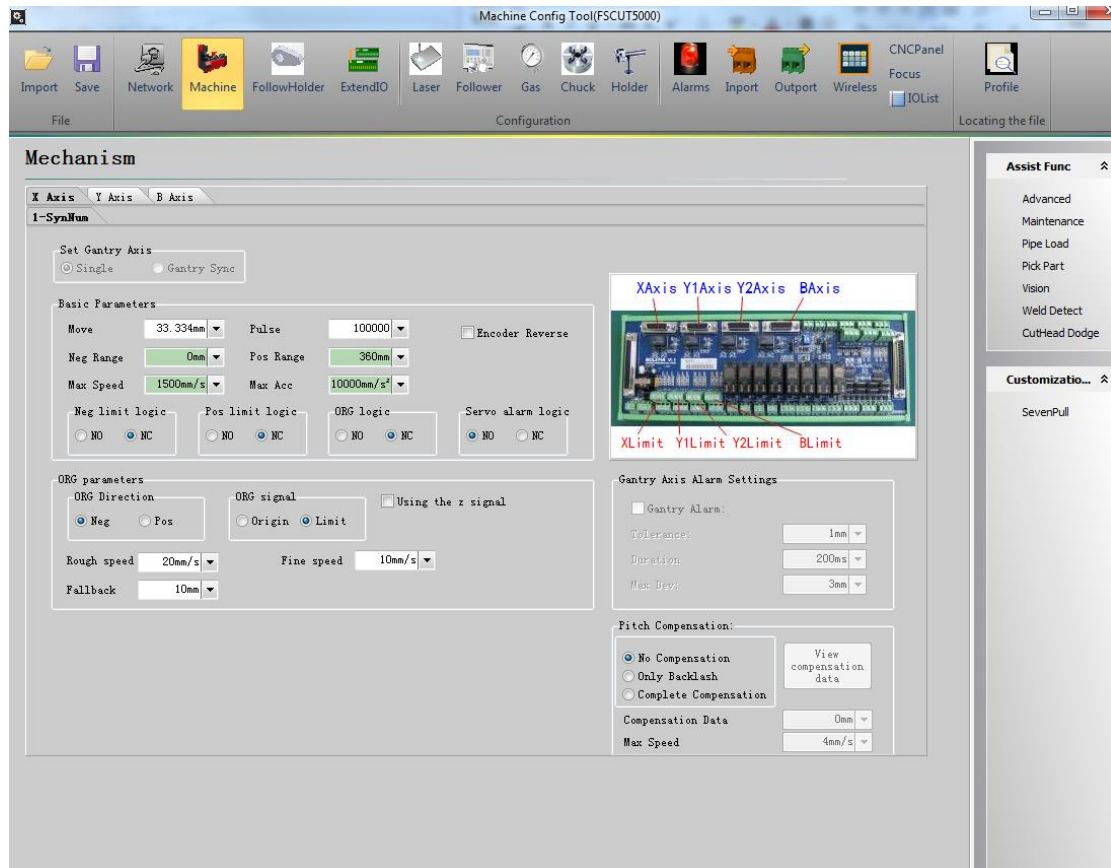 Machine Config Tool(FSCUT5000)
Import Save Network Machine FollowHolder ExtendIO Laser Follower Gas Chuck Holder Alarms Inport Outport Wireless
CNCPanel
Focus
IOList
Profile
File Configuration Locating the file
Mechanism
X Axis Y Axis B Axis
1-SynNum
Set Gantry Axis
Single Gantry Sync
Basic Parameters
Move 33.334mm Pulse 100000 Encoder Reverse
Neg Range 0mm Pos Range 360mm
Max Speed 1500mm/s Max Acc 10000mm/s²
Neg limit logic Pos limit logic ORG logic Servo alarm logic
NO NC NO NC NO NC NO NC
XAxis Y1Axis Y2Axis BAxis
XLimit Y1Limit Y2Limit BLimit
ORG parameters
ORG Direction ORG signal Using the z signal
Neg Pos Origin Limit
Rough speed 20mm/s Fine speed 10mm/s
Fallback 10mm
Gantry Axis Alarm Settings
Gantry Alarm:
Tolerance: 1mm
Duration 200ms
Max Dev: 3mm
Pitch Compensation:
No Compensation
Only Backlash
Complete Compensation
View
compensation
data
Compensation Data 0mm
Max Speed 4mm/s
Assist Func
Advanced
Maintenance
Pipe Load
Pick Part
Vision
Weld Detect
CutHead Dodge
Customizatio...
SevenPull